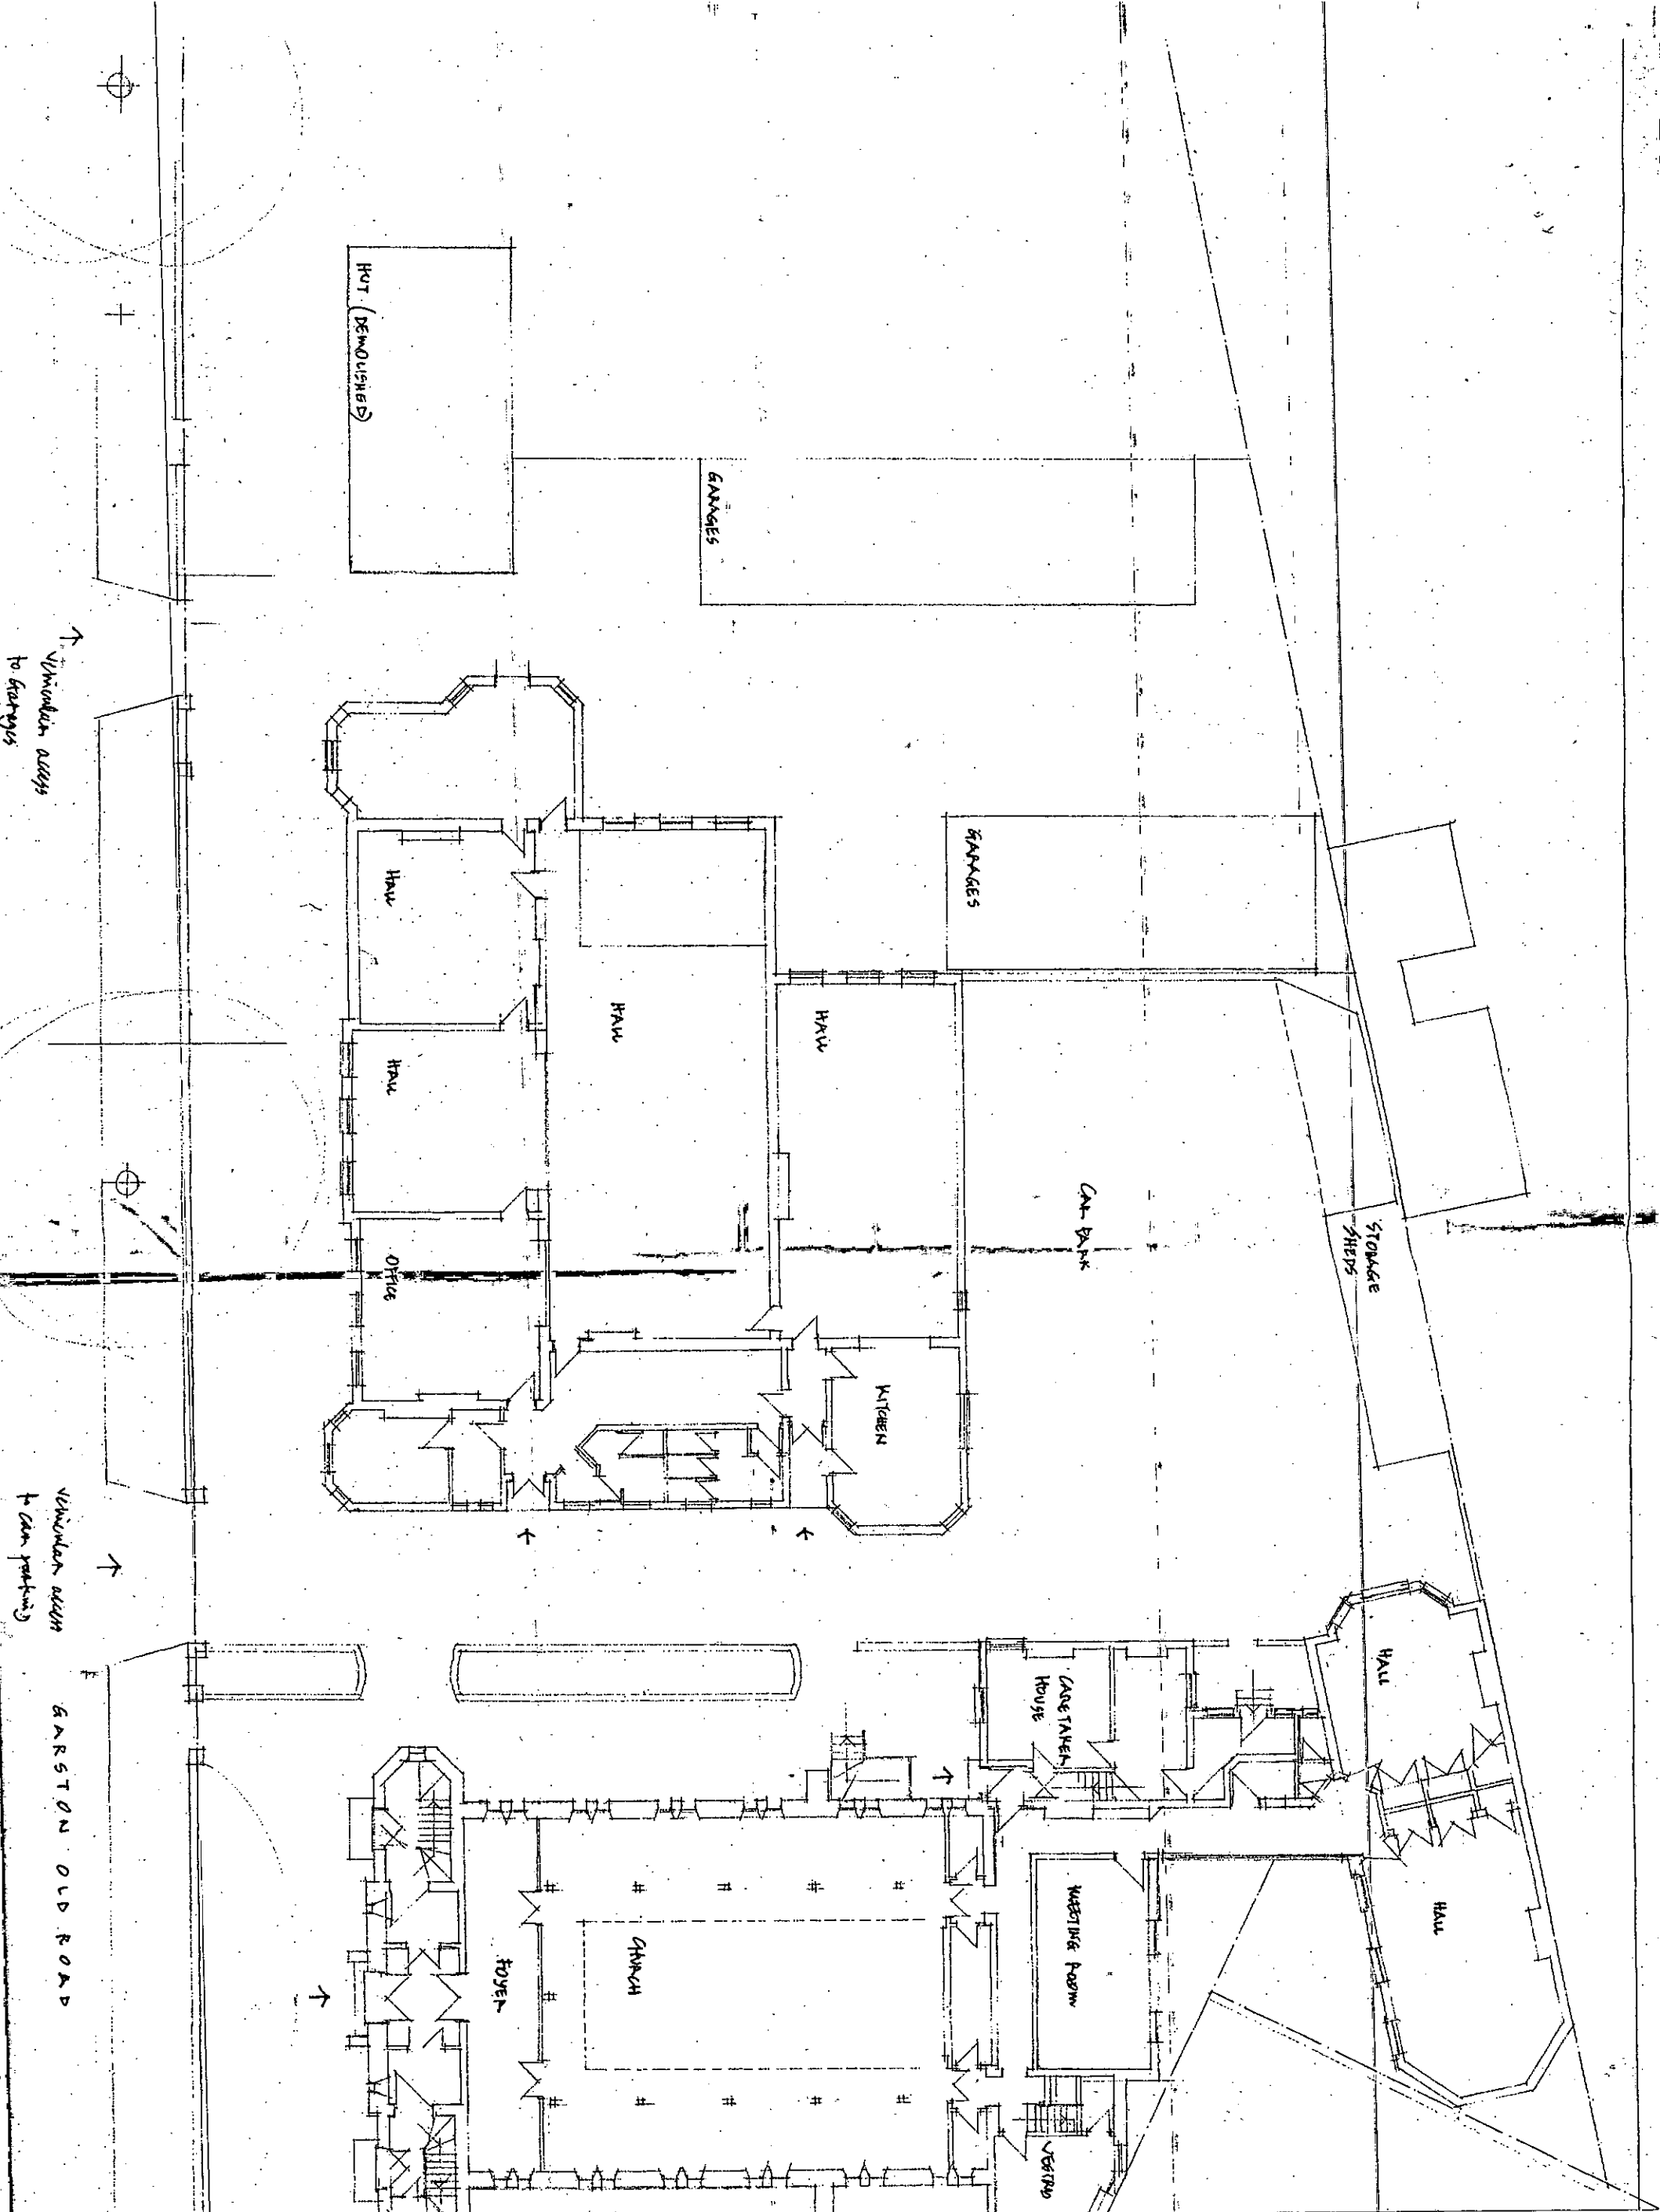 HUT (DEMOLISHED)
GARAGES
vehicular access
to Garages
GARAGES
HALL
HALL
HALL
HALL
CAR PARK
STORAGE
SHEDS
OFFICE
KITCHEN
vehicular access
to car parking
GARSTON OLD ROAD
HALL
CARETAKER
HOUSE
HALL
MEETING ROOM
CHURCH
FOYER
VESTRY